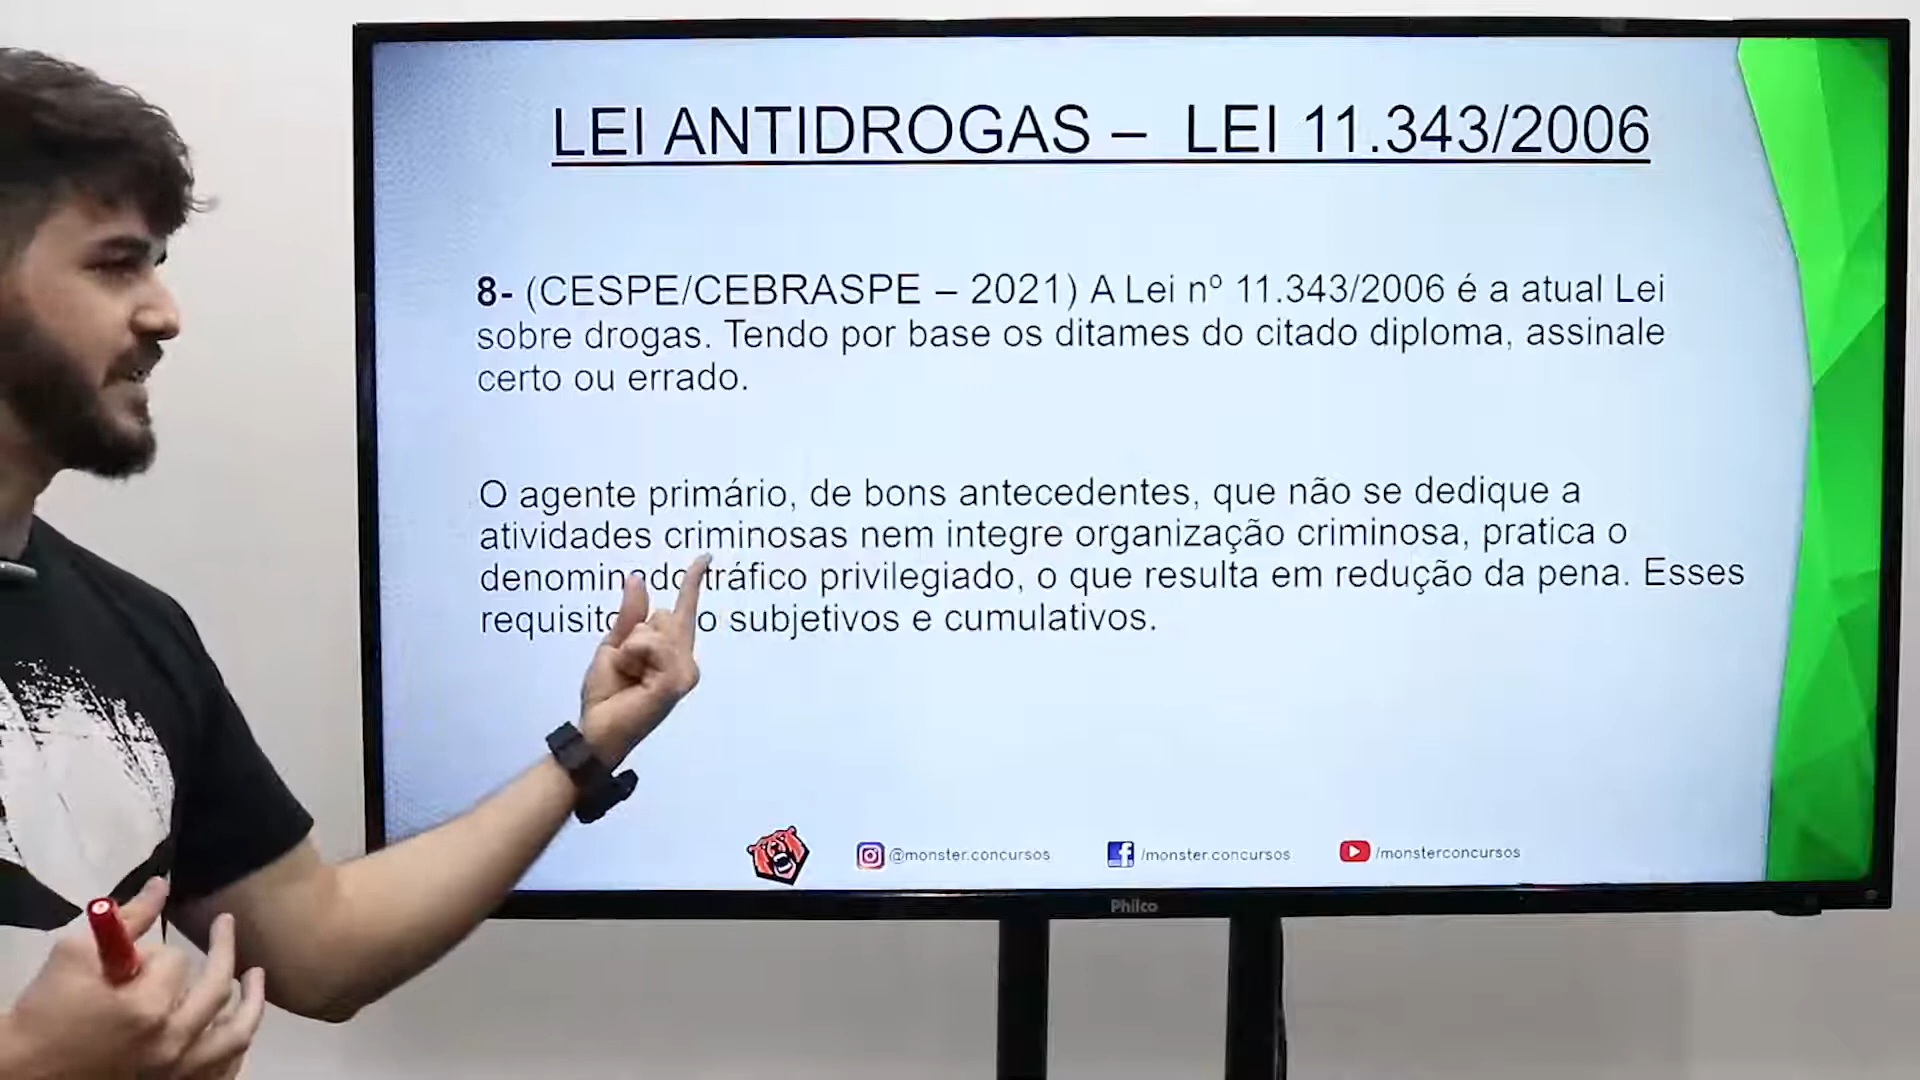 LEI ANTIDROGAS – LEI 11.343/2006
8- (CESPE/CEBRASPE – 2021) A Lei nº 11.343/2006 é a atual Lei
sobre drogas. Tendo por base os ditames do citado diploma, assinale
certo ou errado.
O agente primário, de bons antecedentes, que não se dedique a
atividades criminosas nem integre organização criminosa, pratica o
denominado tráfico privilegiado, o que resulta em redução da pena. Esses
subjetivos e cumulativos.
@monster.concursos /monster.concursos /monsterconcursos
Philco